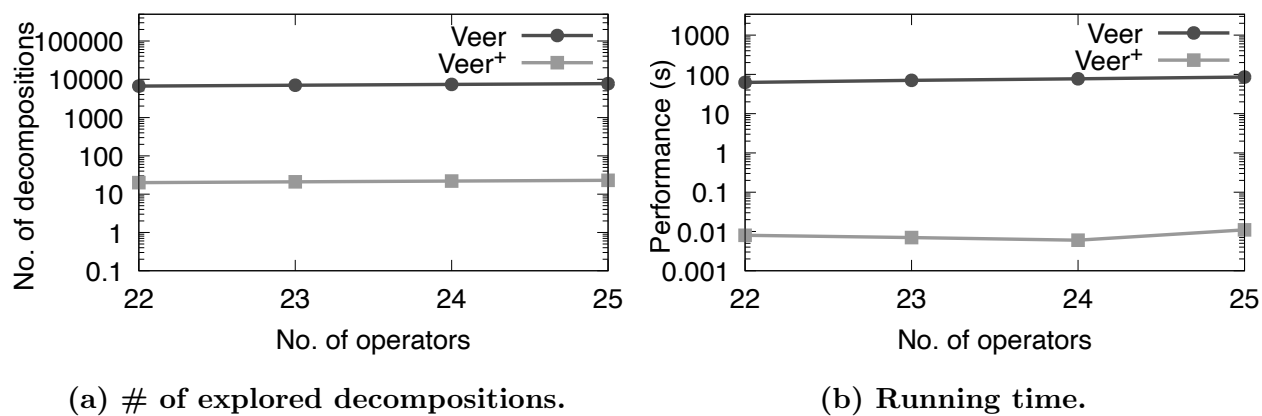 No. of decompositions
100000
10000
1000
100
10
1
0.1
Veer
Veer+
22 23 24 25
No. of operators
(a) # of explored decompositions.
Performance (s)
1000
100
10
1
0.1
0.01
0.001
Veer
Veer+
22 23 24 25
No. of operators
(b) Running time.